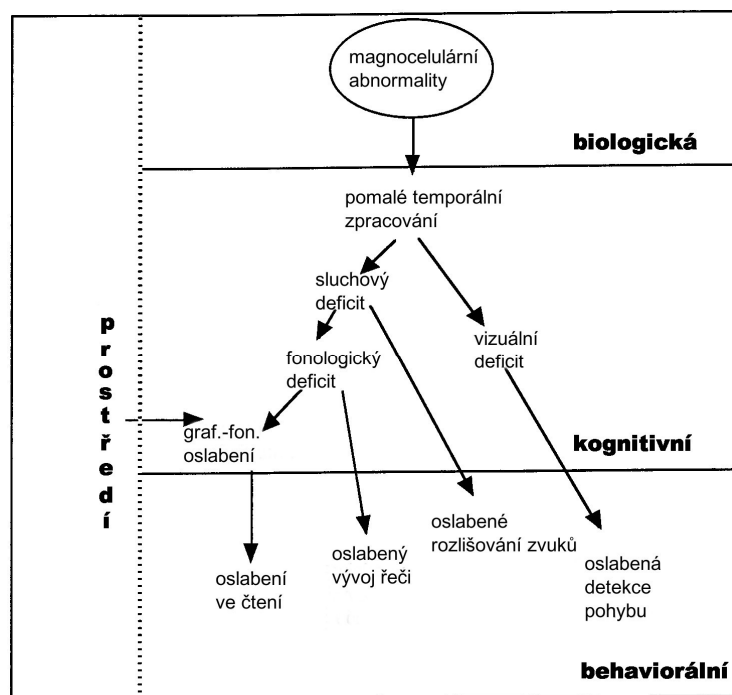 magnocelulární
abnormality
biologická
pomalé temporální
zpracování
sluchový
deficit
vizuální
deficit
fonologický
deficit
prostředí
graf.-fon.
oslabení
kognitivní
oslabené
rozlišování zvuků
oslabený
vývoj řeči
oslabená
detekce
pohybu
oslabení
ve čtení
behaviorální